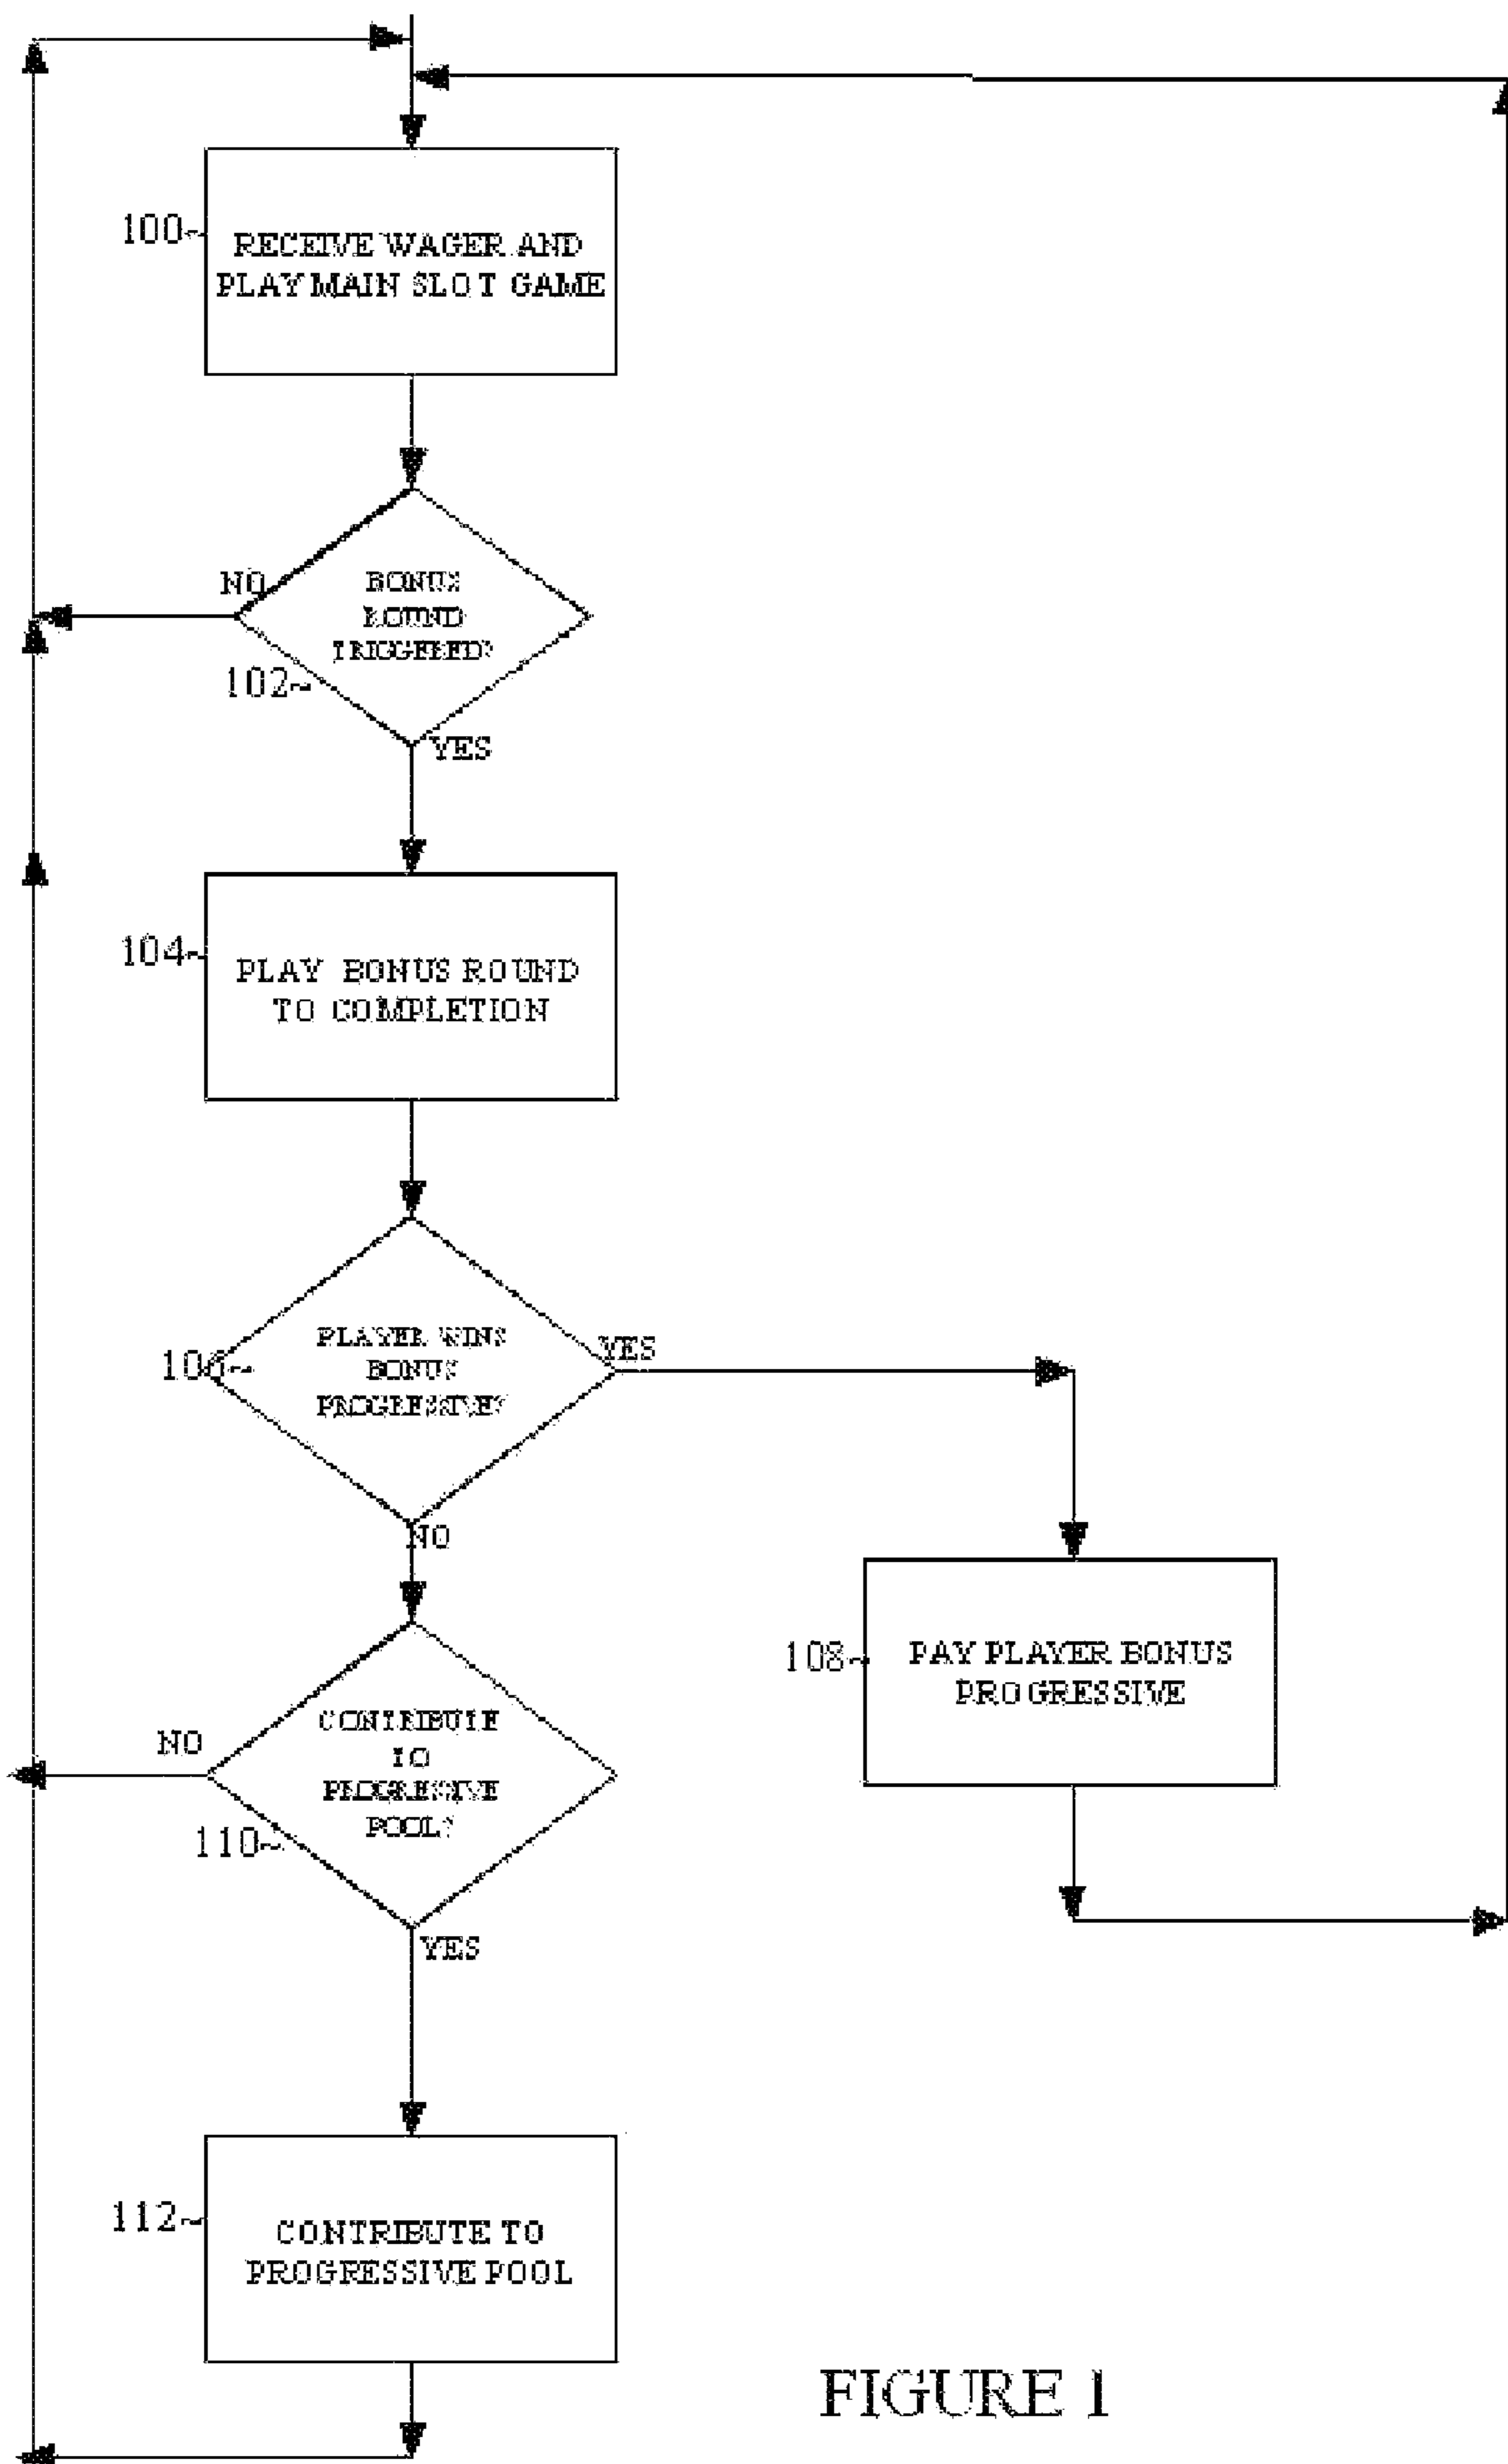 100~
RECEIVE WAGER AND
PLAY MAIN SLOT GAME
NO
BONUS
ROUND
TRIGGERED?
102~
YES
104~
PLAY BONUS ROUND
TO COMPLETION
106~
PLAYER WINS
BONUS
PROGRESSIVE?
YES
NO
108~
PAY PLAYER BONUS
PROGRESSIVE
NO
CONTRIBUTE
TO
PROGRESSIVE
POOL?
110~
YES
112~
CONTRIBUTE TO
PROGRESSIVE POOL
FIGURE 1